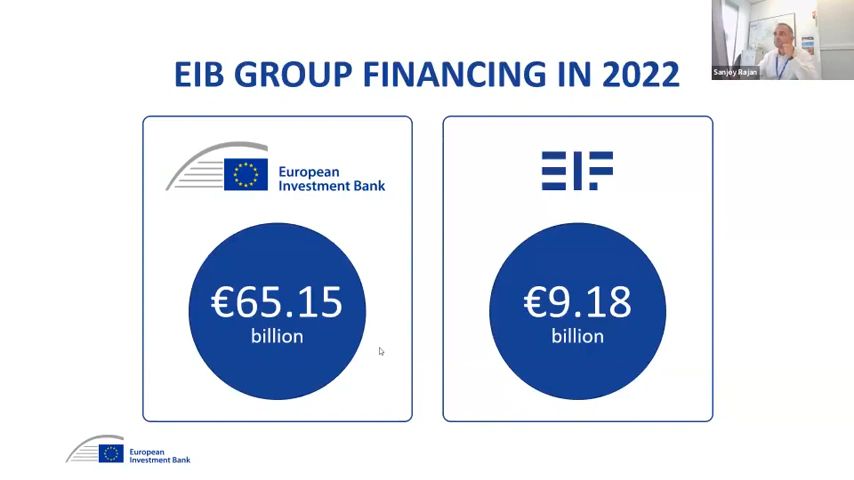 Sanjoy Rajan
EIB GROUP FINANCING IN 2022
European
Investment Bank
EIF
€65.15
billion
€9.18
billion
European
Investment Bank